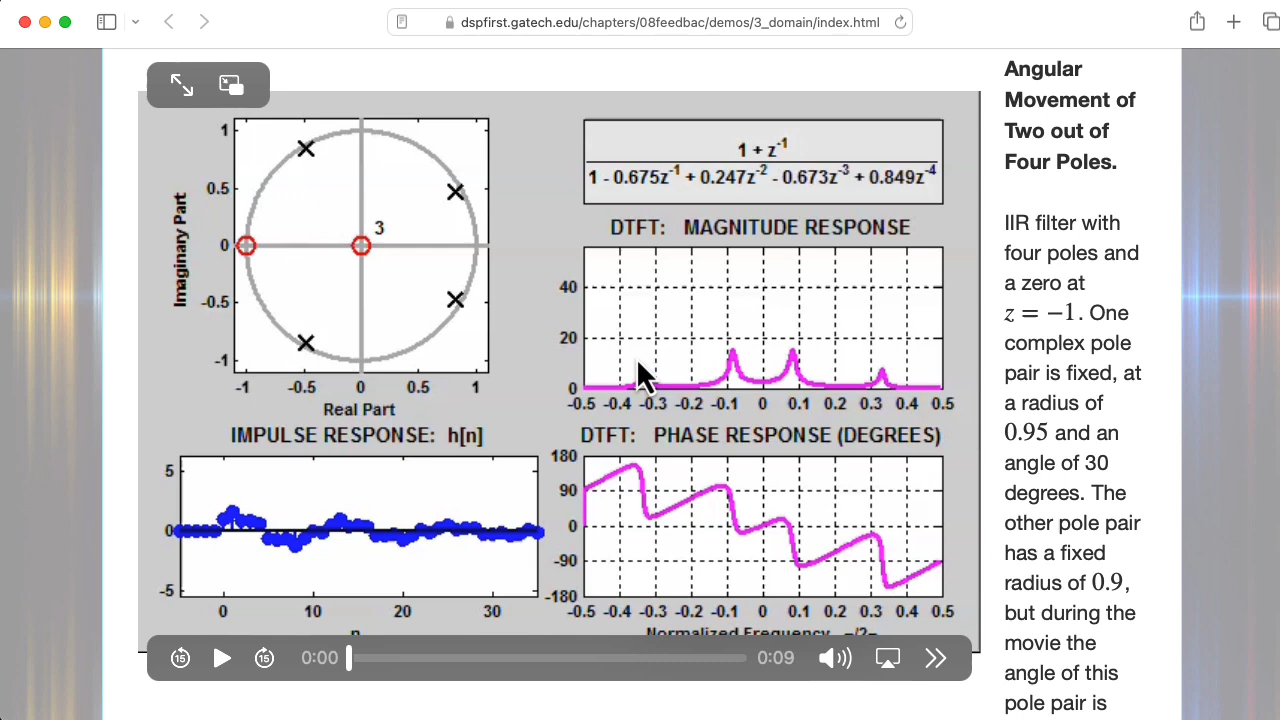 dspfirst.gatech.edu/chapters/08feedbac/demos/3_domain/index.html
1
0.5
0
-0.5
-1
Imaginary Part
3
-1 -0.5 0 0.5 1
Real Part
1 + z^-1
1 - 0.675z^-1 + 0.247z^-2 - 0.673z^-3 + 0.849z^-4
DTFT: MAGNITUDE RESPONSE
40
20
0
-0.5 -0.4 -0.3 -0.2 -0.1 0 0.1 0.2 0.3 0.4 0.5
IMPULSE RESPONSE: h[n]
5
0
-5
0 10 20 30
n
DTFT: PHASE RESPONSE (DEGREES)
180
90
0
-90
-180
-0.5 -0.4 -0.3 -0.2 -0.1 0 0.1 0.2 0.3 0.4 0.5
Normalized Frequency
15 15 0:00 0:09
Angular
Movement of
Two out of
Four Poles.
IIR filter with
four poles and
a zero at
z = −1. One
complex pole
pair is fixed, at
a radius of
0.95 and an
angle of 30
degrees. The
other pole pair
has a fixed
radius of 0.9,
but during the
movie the
angle of this
pole pair is